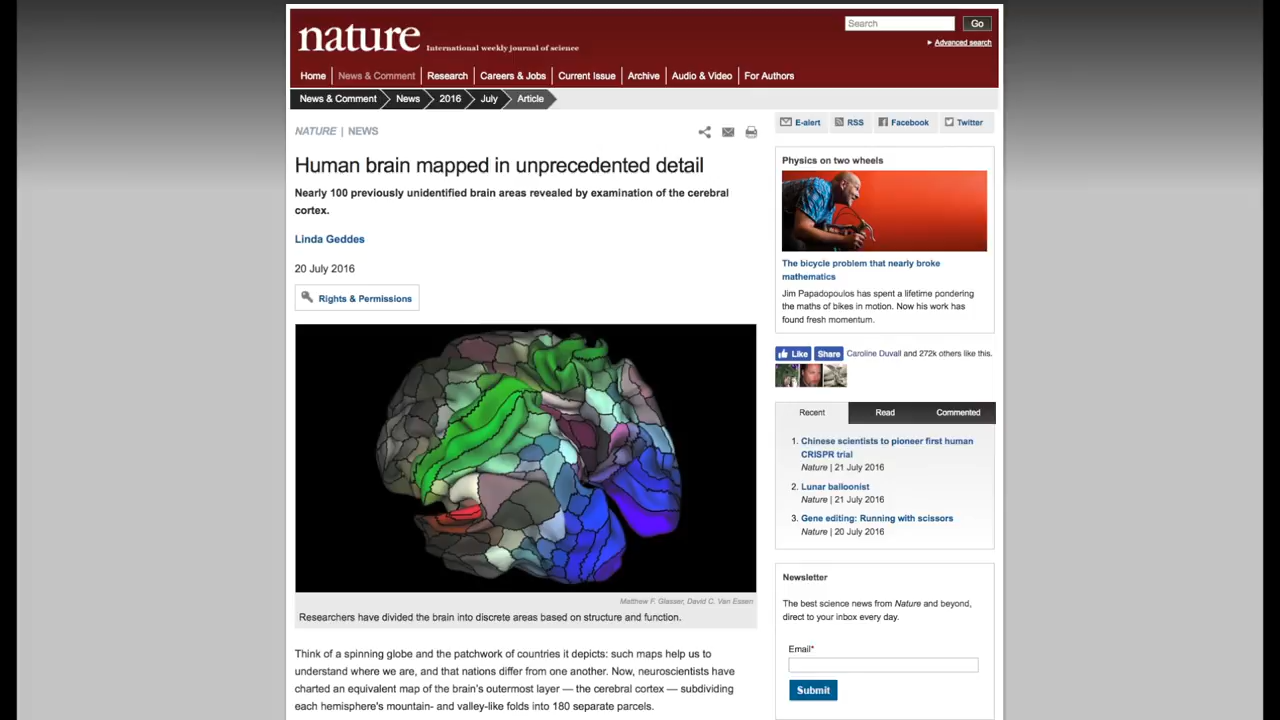 nature International weekly journal of science
Search
Go
Advanced search
Home
News & Comment
Research
Careers & Jobs
Current Issue
Archive
Audio & Video
For Authors
News & Comment
News
2016
July
Article
NATURE | NEWS
Human brain mapped in unprecedented detail
Nearly 100 previously unidentified brain areas revealed by examination of the cerebral
cortex.
Linda Geddes
20 July 2016
Rights & Permissions
Matthew F. Glasser, David C. Van Essen
Researchers have divided the brain into discrete areas based on structure and function.
Think of a spinning globe and the patchwork of countries it depicts: such maps help us to
understand where we are, and that nations differ from one another. Now, neuroscientists have
charted an equivalent map of the brain's outermost layer — the cerebral cortex — subdividing
each hemisphere's mountain- and valley-like folds into 180 separate parcels.
E-alert
RSS
Facebook
Twitter
Physics on two wheels
The bicycle problem that nearly broke
mathematics
Jim Papadopoulos has spent a lifetime pondering
the maths of bikes in motion. Now his work has
found fresh momentum.
Like
Share
Caroline Duvall and 272k others like this.
Recent
Read
Commented
1. Chinese scientists to pioneer first human
CRISPR trial
Nature | 21 July 2016
2. Lunar balloonist
Nature | 21 July 2016
3. Gene editing: Running with scissors
Nature | 20 July 2016
Newsletter
The best science news from Nature and beyond,
direct to your inbox every day.
Email*
Submit